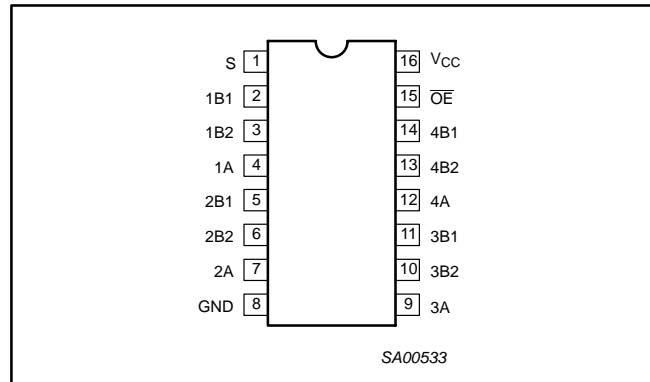 S 1 16 VCC
1B1 2 15 O̅E̅
1B2 3 14 4B1
1A 4 13 4B2
2B1 5 12 4A
2B2 6 11 3B1
2A 7 10 3B2
GND 8 9 3A
SA00533